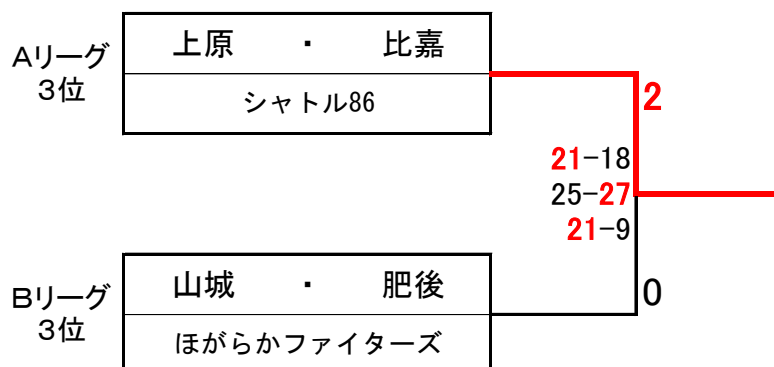 Aリーグ
3位
上原 ・ 比嘉
シャトル86
2
21-18
25-27
21-9
Bリーグ
3位
山城 ・ 肥後
ほがらかファイターズ
0